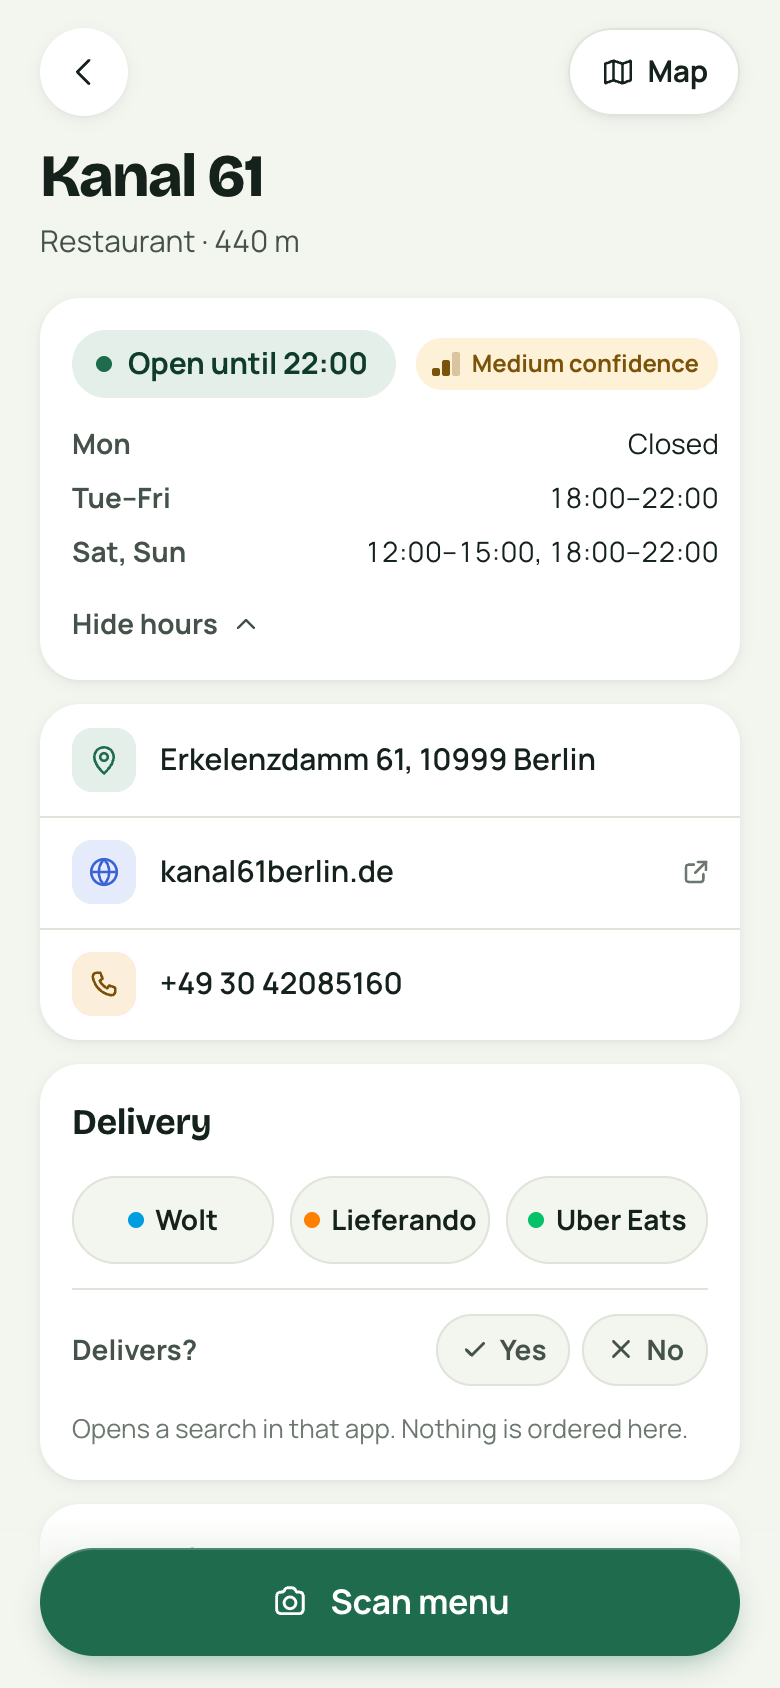 Map
Kanal 61
Restaurant · 440 m
Open until 22:00
Medium confidence
Mon Closed
Tue–Fri 18:00–22:00
Sat, Sun 12:00–15:00, 18:00–22:00
Hide hours
Erkelenzdamm 61, 10999 Berlin
kanal61berlin.de
+49 30 42085160
Delivery
Wolt
Lieferando
Uber Eats
Delivers?
Yes
No
Opens a search in that app. Nothing is ordered here.
Scan menu